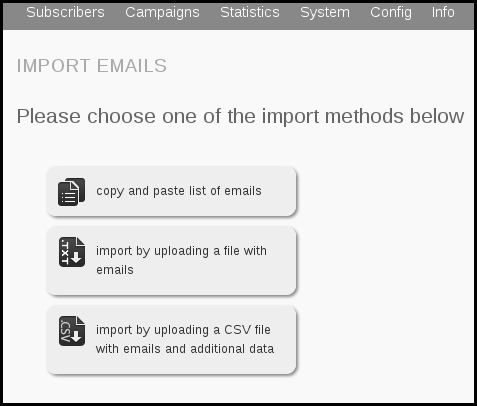 Subscribers Campaigns Statistics System Config Info
IMPORT EMAILS
Please choose one of the import methods below
copy and paste list of emails
.TXT
import by uploading a file with
emails
.CSV
import by uploading a CSV file
with emails and additional data